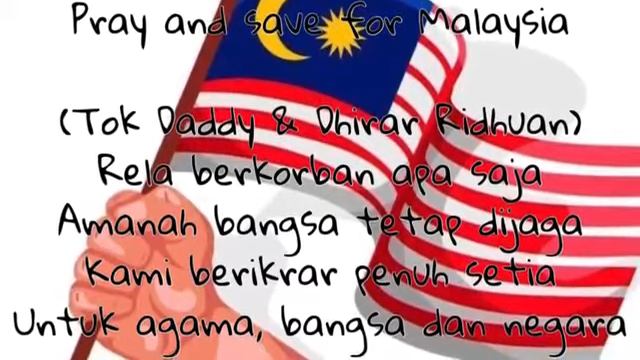 Pray and save for Malaysia
(Tok Daddy & Dhirar Ridhuan)
Rela berkorban apa saja
Amanah bangsa tetap dijaga
Kami berikrar penuh setia
Untuk agama, bangsa dan negara